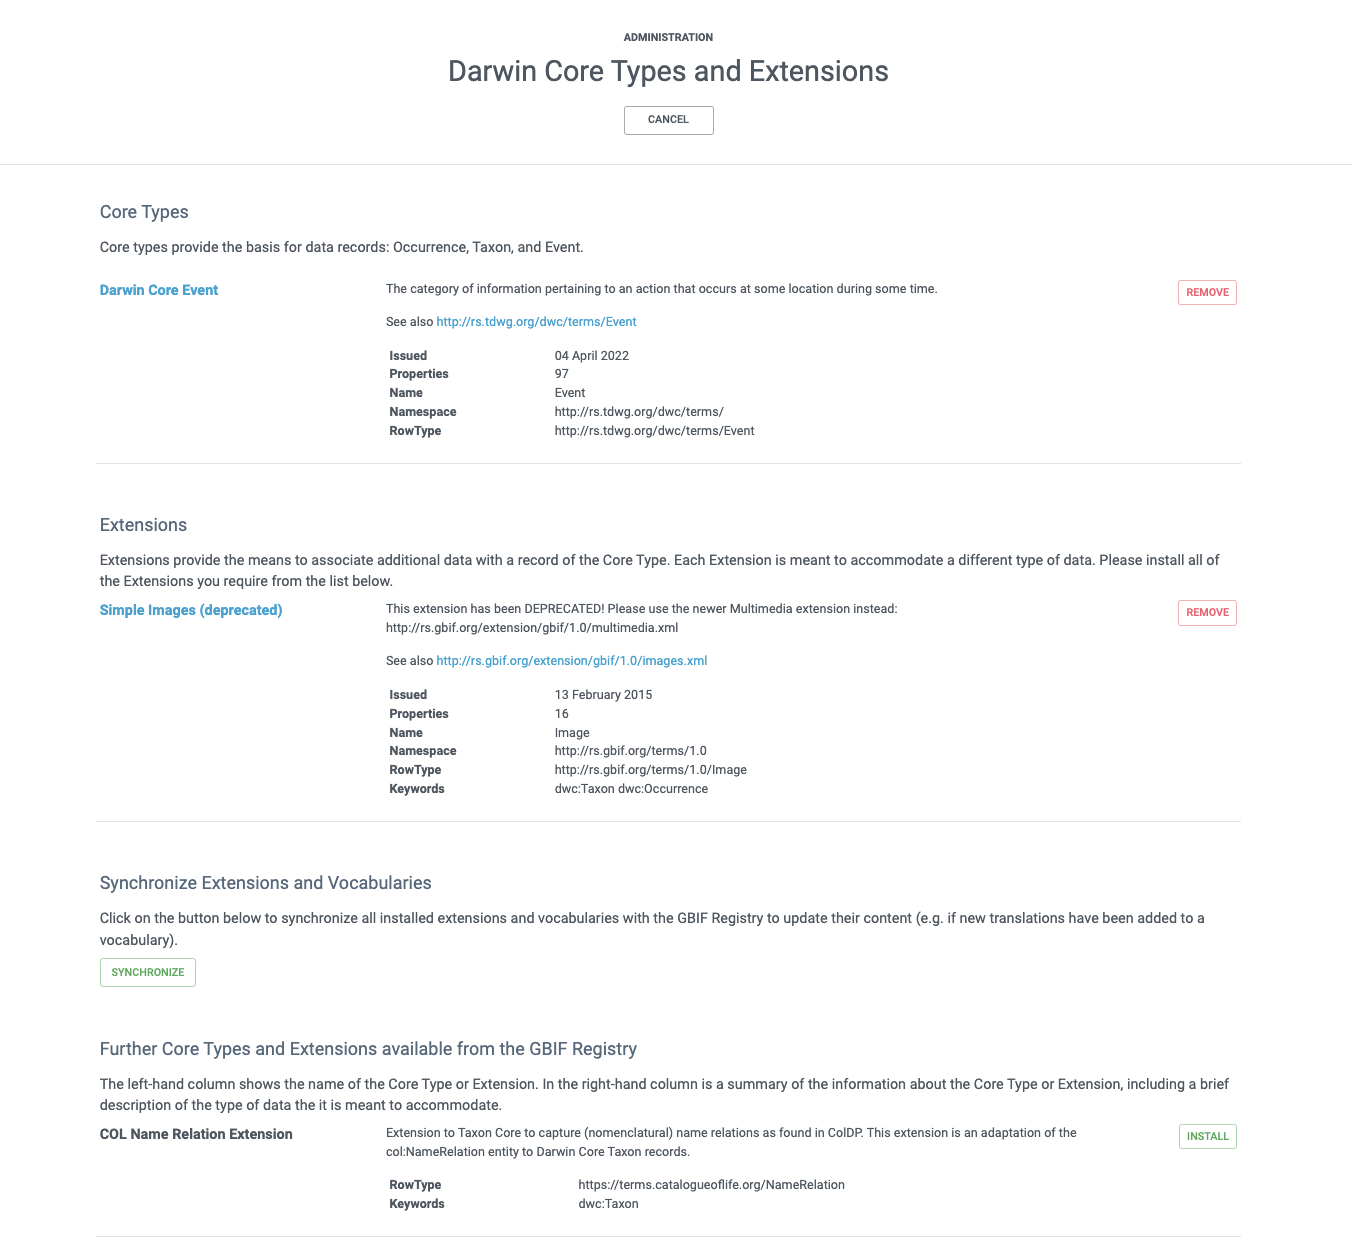 ADMINISTRATION
Darwin Core Types and Extensions
CANCEL
Core Types
Core types provide the basis for data records: Occurrence, Taxon, and Event.
Darwin Core Event
The category of information pertaining to an action that occurs at some location during some time.
REMOVE
See also http://rs.tdwg.org/dwc/terms/Event
Issued 04 April 2022
Properties 97
Name Event
Namespace http://rs.tdwg.org/dwc/terms/
RowType http://rs.tdwg.org/dwc/terms/Event
Extensions
Extensions provide the means to associate additional data with a record of the Core Type. Each Extension is meant to accommodate a different type of data. Please install all of
the Extensions you require from the list below.
Simple Images (deprecated)
This extension has been DEPRECATED! Please use the newer Multimedia extension instead:
http://rs.gbif.org/extension/gbif/1.0/multimedia.xml
REMOVE
See also http://rs.gbif.org/extension/gbif/1.0/images.xml
Issued 13 February 2015
Properties 16
Name Image
Namespace http://rs.gbif.org/terms/1.0
RowType http://rs.gbif.org/terms/1.0/Image
Keywords dwc:Taxon dwc:Occurrence
Synchronize Extensions and Vocabularies
Click on the button below to synchronize all installed extensions and vocabularies with the GBIF Registry to update their content (e.g. if new translations have been added to a
vocabulary).
SYNCHRONIZE
Further Core Types and Extensions available from the GBIF Registry
The left-hand column shows the name of the Core Type or Extension. In the right-hand column is a summary of the information about the Core Type or Extension, including a brief
description of the type of data the it is meant to accommodate.
COL Name Relation Extension
Extension to Taxon Core to capture (nomenclatural) name relations as found in ColDP. This extension is an adaptation of the
col:NameRelation entity to Darwin Core Taxon records.
INSTALL
RowType https://terms.catalogueoflife.org/NameRelation
Keywords dwc:Taxon